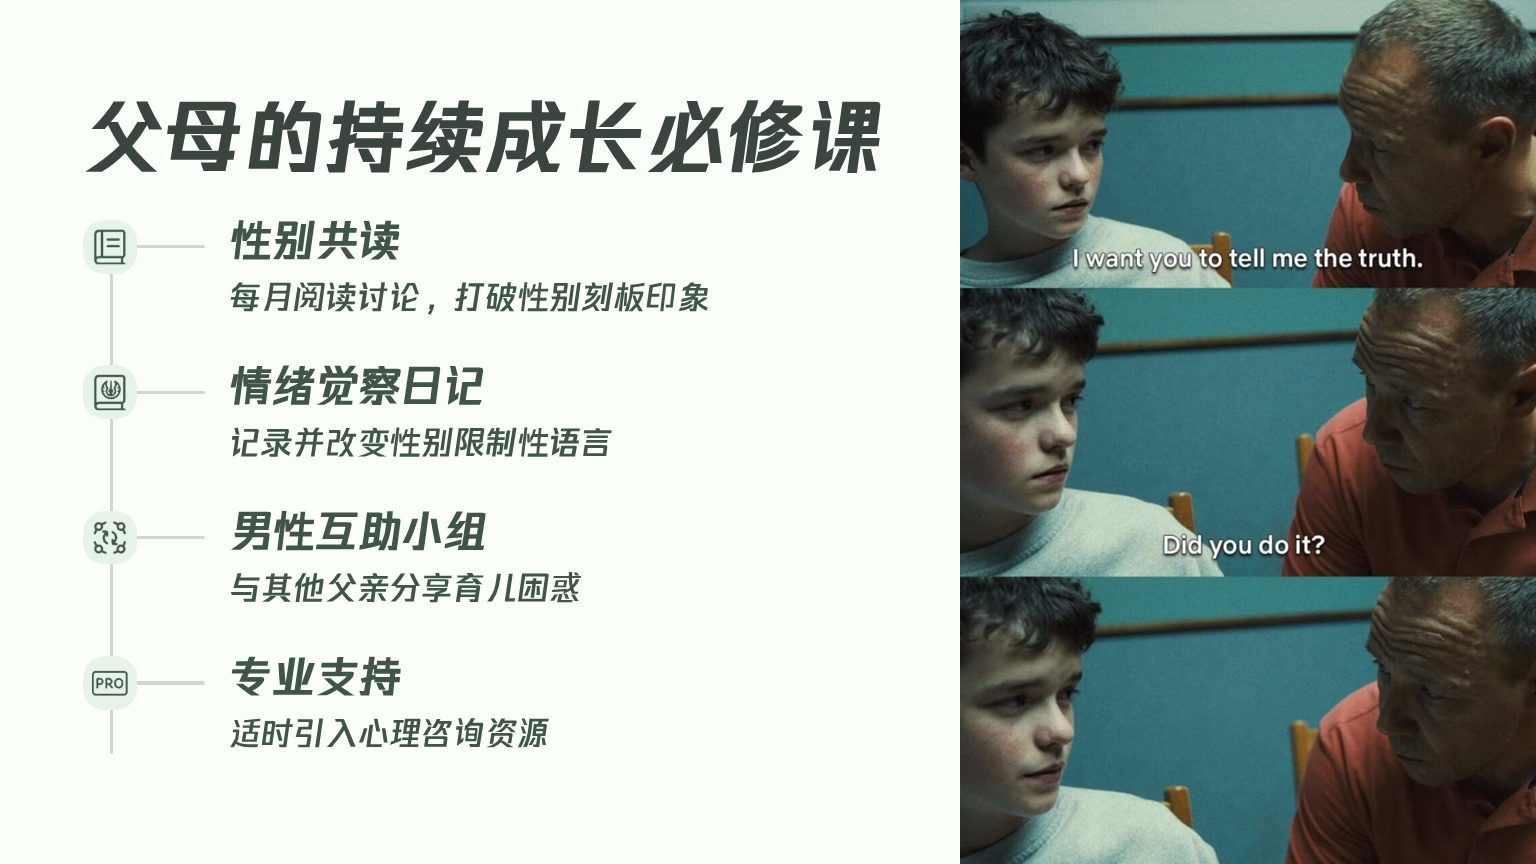 父母的持续成长必修课
性别共读
每月阅读讨论，打破性别刻板印象
情绪觉察日记
记录并改变性别限制性语言
男性互助小组
与其他父亲分享育儿困惑
PRO
专业支持
适时引入心理咨询资源
I want you to tell me the truth.
Did you do it?